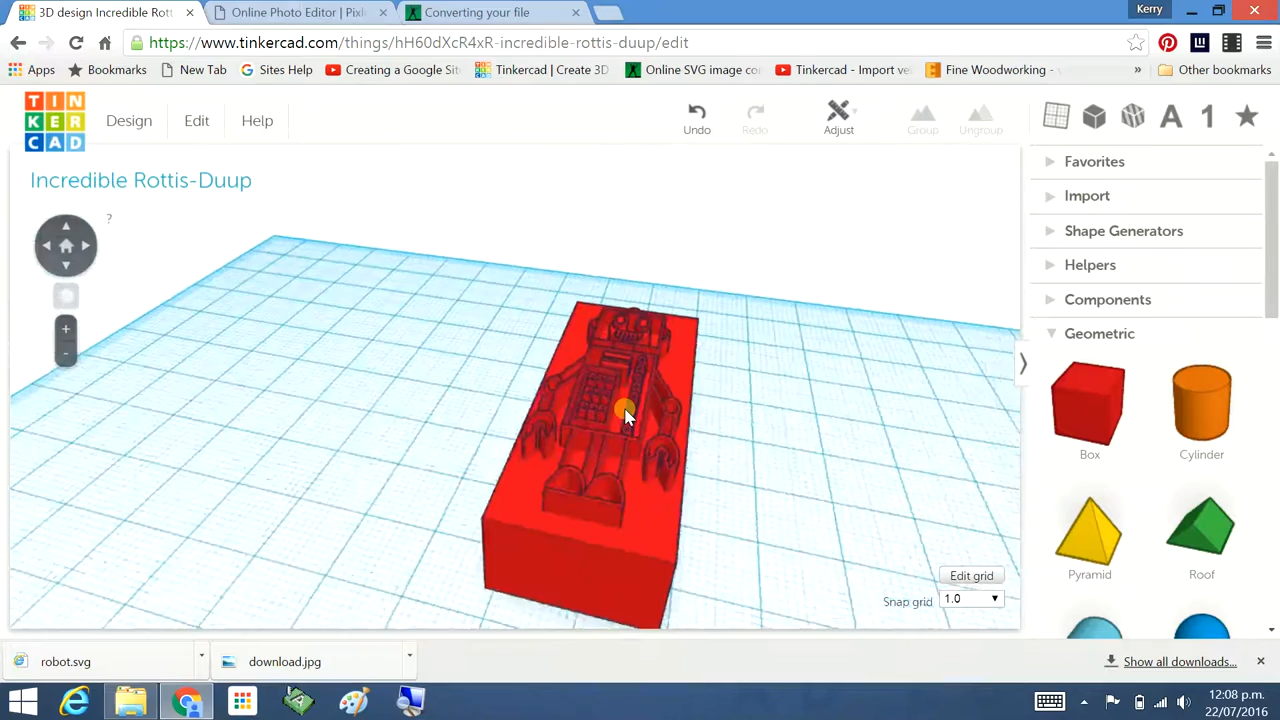 3D design Incredible Rotti
Online Photo Editor | Pixl
Converting your file
Kerry
https://www.tinkercad.com/things/hH60dXcR4xR-incredible-rottis-duup/edit
Apps
Bookmarks
New Tab
Sites Help
Creating a Google Si
Tinkercad | Create 3D
Online SVG image co
Tinkercad - Import ve
Fine Woodworking -
»
Other bookmarks
TIN
KER
CAD
Design
Edit
Help
Undo
Redo
Adjust
Group
Ungroup
A
1
Incredible Rottis-Duup
?
+
-
Favorites
Import
Shape Generators
Helpers
Components
Geometric
Box
Cylinder
Pyramid
Roof
Edit grid
Snap grid
1.0
robot.svg
download.jpg
Show all downloads...
12:08 p.m.
22/07/2016